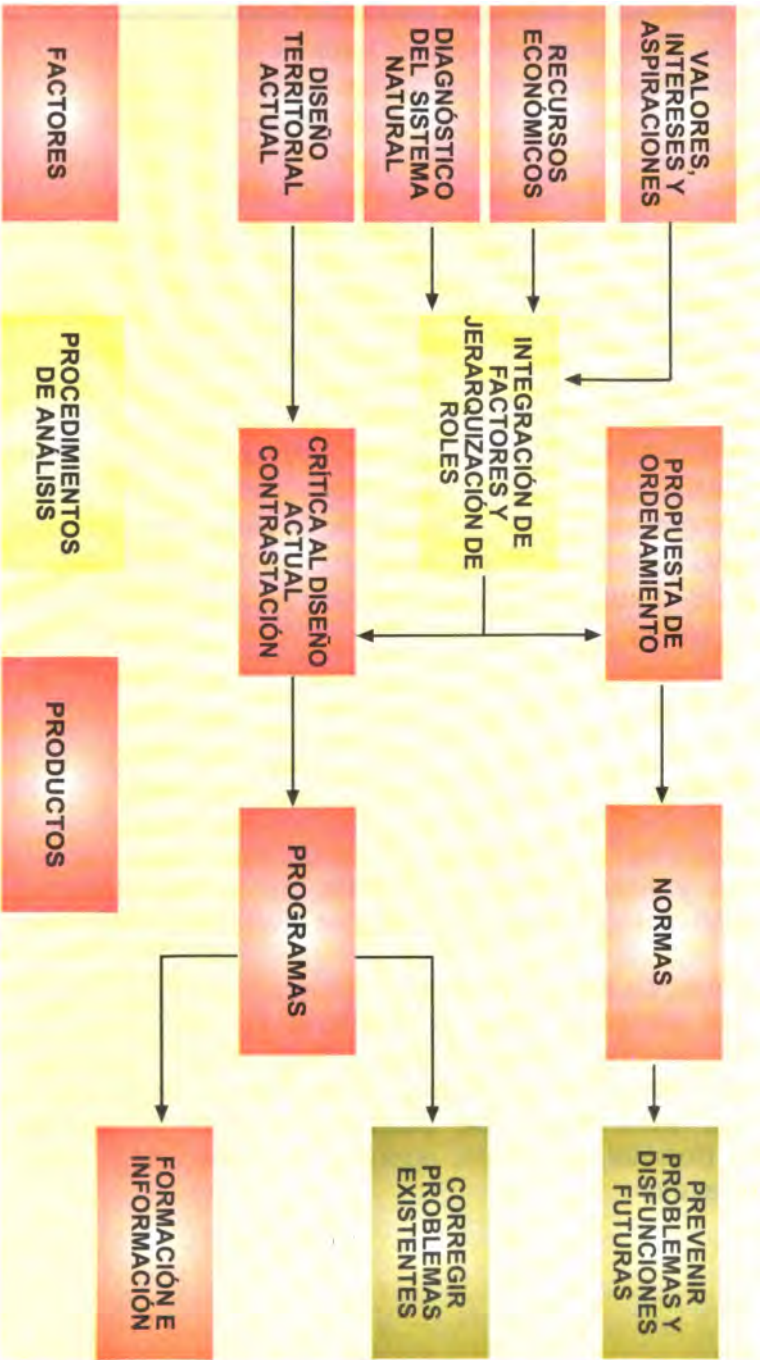 VALORES,
INTERESES Y
ASPIRACIONES
RECURSOS
ECONÓMICOS
DIAGNÓSTICO
DEL SISTEMA
NATURAL
DISEÑO
TERRITORIAL
ACTUAL
INTEGRACIÓN DE
FACTORES Y
JERARQUIZACIÓN DE
ROLES
PROPUESTA DE
ORDENAMIENTO
CRÍTICA AL DISEÑO
ACTUAL
CONTRASTACIÓN
NORMAS
PROGRAMAS
PREVENIR
PROBLEMAS Y
DISFUNCIONES
FUTURAS
CORREGIR
PROBLEMAS
EXISTENTES
FORMACIÓN E
INFORMACIÓN
FACTORES
PROCEDIMIENTOS
DE ANÁLISIS
PRODUCTOS